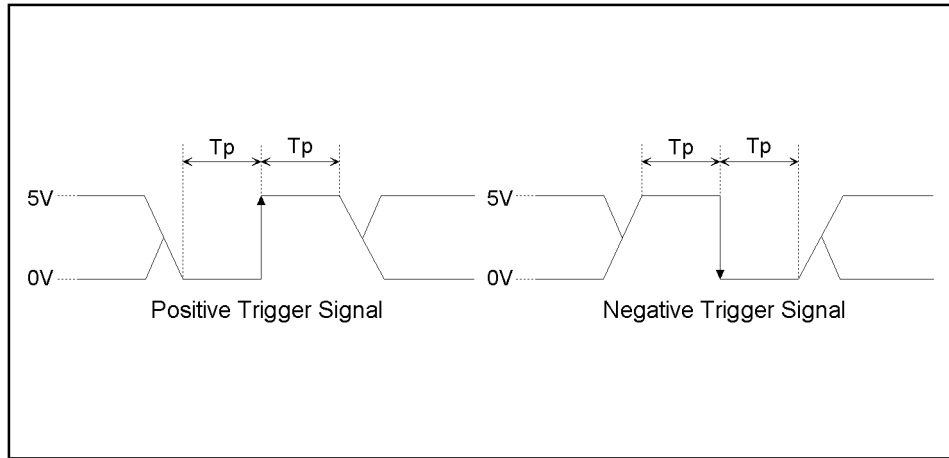 Tp Tp
5V
0V
Positive Trigger Signal
Tp Tp
5V
0V
Negative Trigger Signal